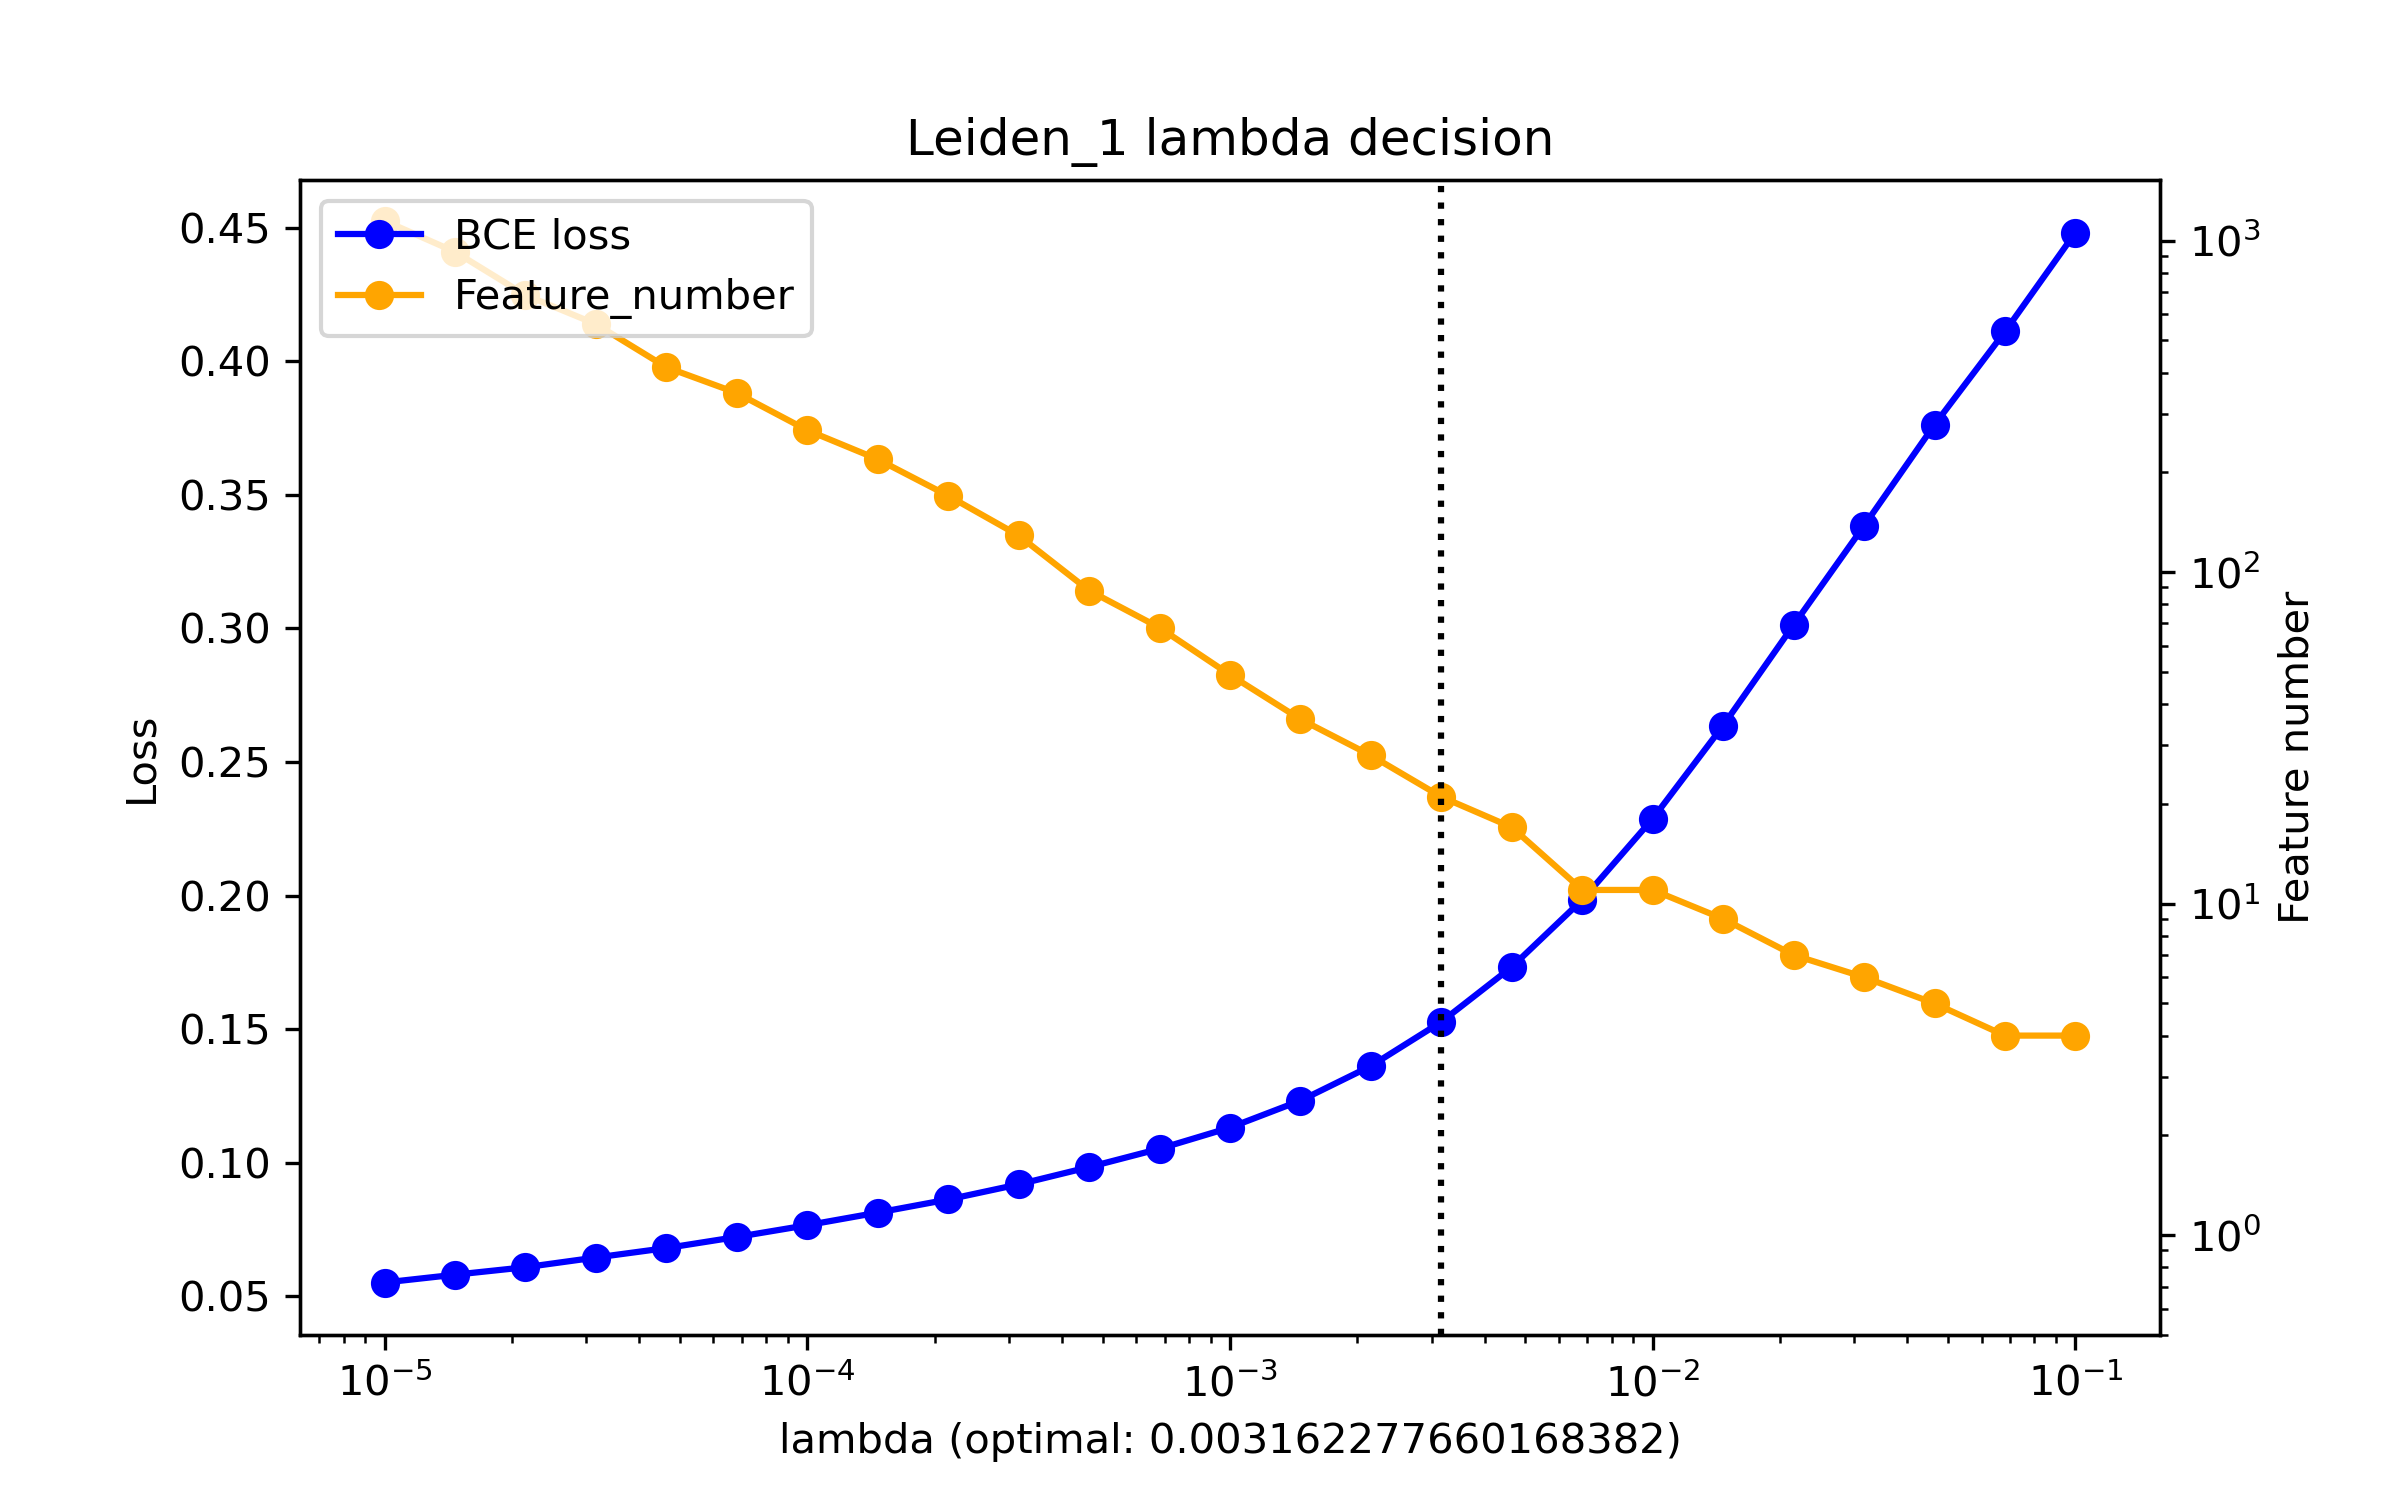 Leiden_1 lambda decision
BCE loss
Feature_number
0.45
0.40
0.35
0.30
0.25
0.20
0.15
0.10
0.05
Loss
10³
10²
10¹
10⁰
Feature number
10⁻⁵ 10⁻⁴ 10⁻³ 10⁻² 10⁻¹
lambda (optimal: 0.003162277660168382)